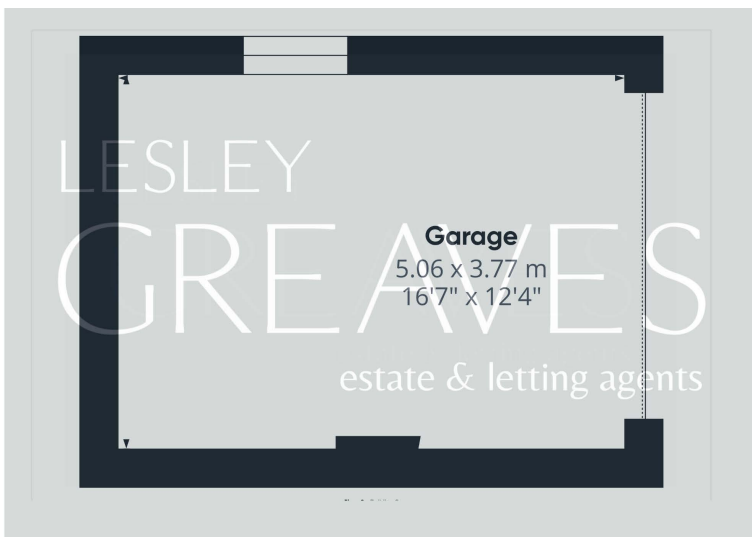 LESLEY
GREAVES
Garage
5.06 x 3.77 m
16'7" x 12'4"
estate & letting agents